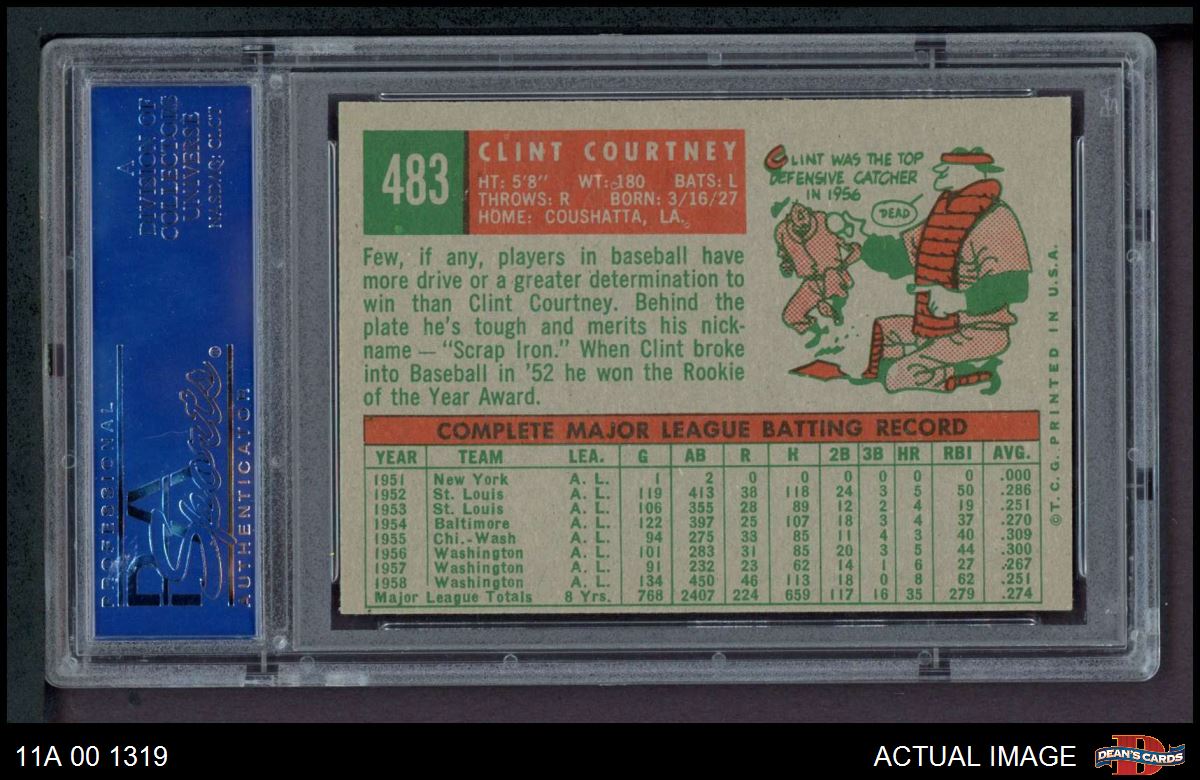 A
DIVISION OF
COLLECTORS
UNIVERSE
NASDAQ: CLCT
PROFESSIONAL
PSA
Sports
AUTHENTICATOR
483
CLINT COURTNEY
HT: 5'8" WT: 180 BATS: L
THROWS: R BORN: 3/16/27
HOME: COUSHATTA, LA.
CLINT WAS THE TOP
DEFENSIVE CATCHER
IN 1956
DEAD
Few, if any, players in baseball have
more drive or a greater determination to
win than Clint Courtney. Behind the
plate he's tough and merits his nick-
name — "Scrap Iron." When Clint broke
into Baseball in '52 he won the Rookie
of the Year Award.
COMPLETE MAJOR LEAGUE BATTING RECORD
YEAR TEAM LEA. G AB R H 2B 3B HR RBI AVG.
1951 New York A. L. 1 2 0 0 0 0 0 0 .000
1952 St. Louis A. L. 119 413 38 118 24 3 5 50 .286
1953 St. Louis A. L. 106 355 28 89 12 2 4 19 .251
1954 Baltimore A. L. 122 397 25 107 18 3 4 37 .270
1955 Chi.-Wash A. L. 94 275 33 85 11 4 3 40 .309
1956 Washington A. L. 101 283 31 85 20 3 5 44 .300
1957 Washington A. L. 91 232 23 62 14 1 6 27 .267
1958 Washington A. L. 134 450 46 113 18 0 8 62 .251
Major League Totals 8 Yrs. 768 2407 224 659 117 16 35 279 .274
© T. C. G. PRINTED IN U.S.A.
11A 00 1319
ACTUAL IMAGE
D
DEAN'S CARDS